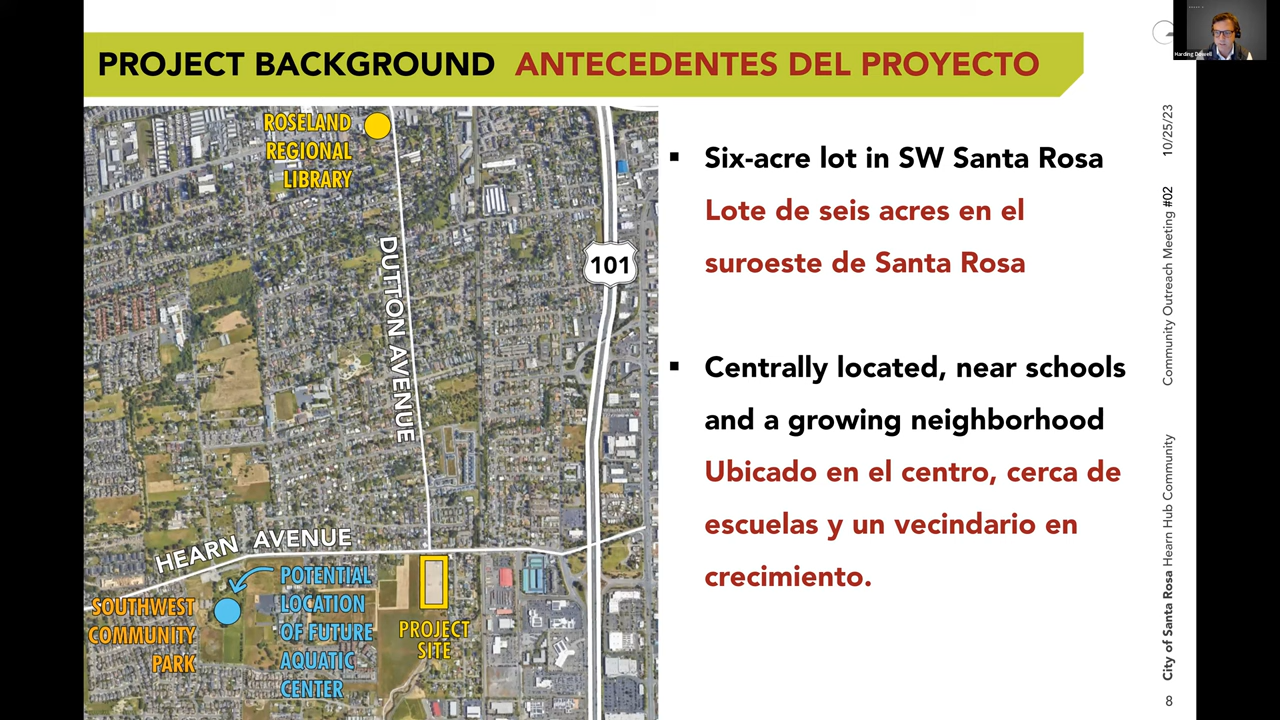 PROJECT BACKGROUND ANTECEDENTES DEL PROYECTO
ROSELAND
REGIONAL
LIBRARY
DUTTON AVENUE
101
HEARN AVENUE
POTENTIAL
LOCATION
OF FUTURE
AQUATIC
CENTER
SOUTHWEST
COMMUNITY
PARK
PROJECT
SITE
▪ Six-acre lot in SW Santa Rosa
Lote de seis acres en el
suroeste de Santa Rosa
▪ Centrally located, near schools
and a growing neighborhood
Ubicado en el centro, cerca de
escuelas y un vecindario en
crecimiento.
Harding Dowell
10/25/23
Community Outreach Meeting #02
City of Santa Rosa Hearn Hub Community
8